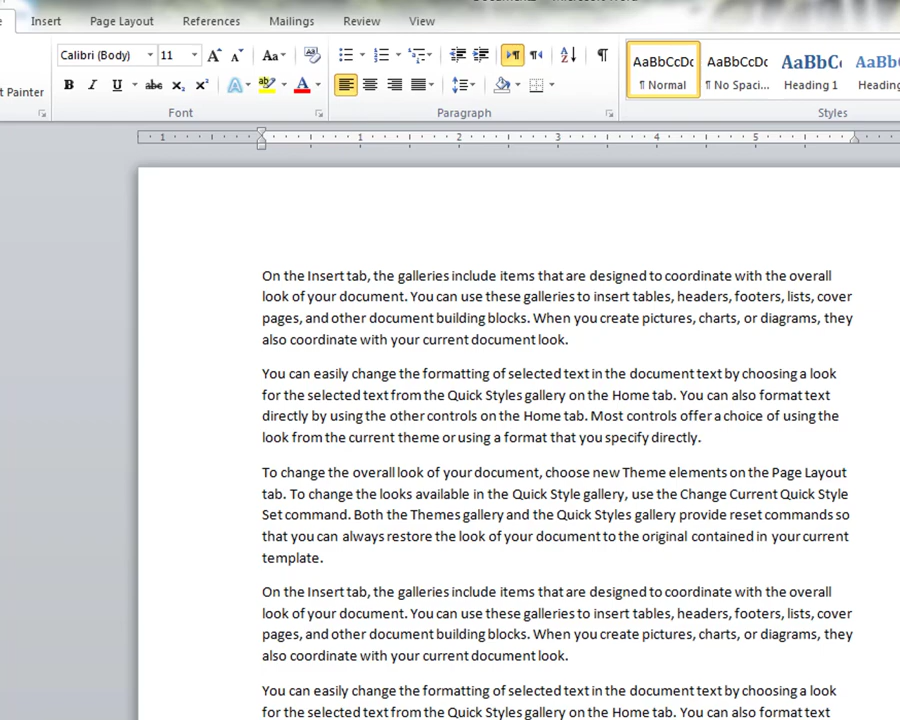 Insert Page Layout References Mailings Review View
Calibri (Body) 11 Aa AaBbCcDc AaBbCcDc AaBbC
t Painter B I U abc X₂ X² A ab A ¶ Normal ¶ No Spaci... Heading 1 Heading
Font Paragraph Styles
1 1 2 3 4 5
On the Insert tab, the galleries include items that are designed to coordinate with the overall
look of your document. You can use these galleries to insert tables, headers, footers, lists, cover
pages, and other document building blocks. When you create pictures, charts, or diagrams, they
also coordinate with your current document look.
You can easily change the formatting of selected text in the document text by choosing a look
for the selected text from the Quick Styles gallery on the Home tab. You can also format text
directly by using the other controls on the Home tab. Most controls offer a choice of using the
look from the current theme or using a format that you specify directly.
To change the overall look of your document, choose new Theme elements on the Page Layout
tab. To change the looks available in the Quick Style gallery, use the Change Current Quick Style
Set command. Both the Themes gallery and the Quick Styles gallery provide reset commands so
that you can always restore the look of your document to the original contained in your current
template.
On the Insert tab, the galleries include items that are designed to coordinate with the overall
look of your document. You can use these galleries to insert tables, headers, footers, lists, cover
pages, and other document building blocks. When you create pictures, charts, or diagrams, they
also coordinate with your current document look.
You can easily change the formatting of selected text in the document text by choosing a look
for the selected text from the Quick Styles gallery on the Home tab. You can also format text